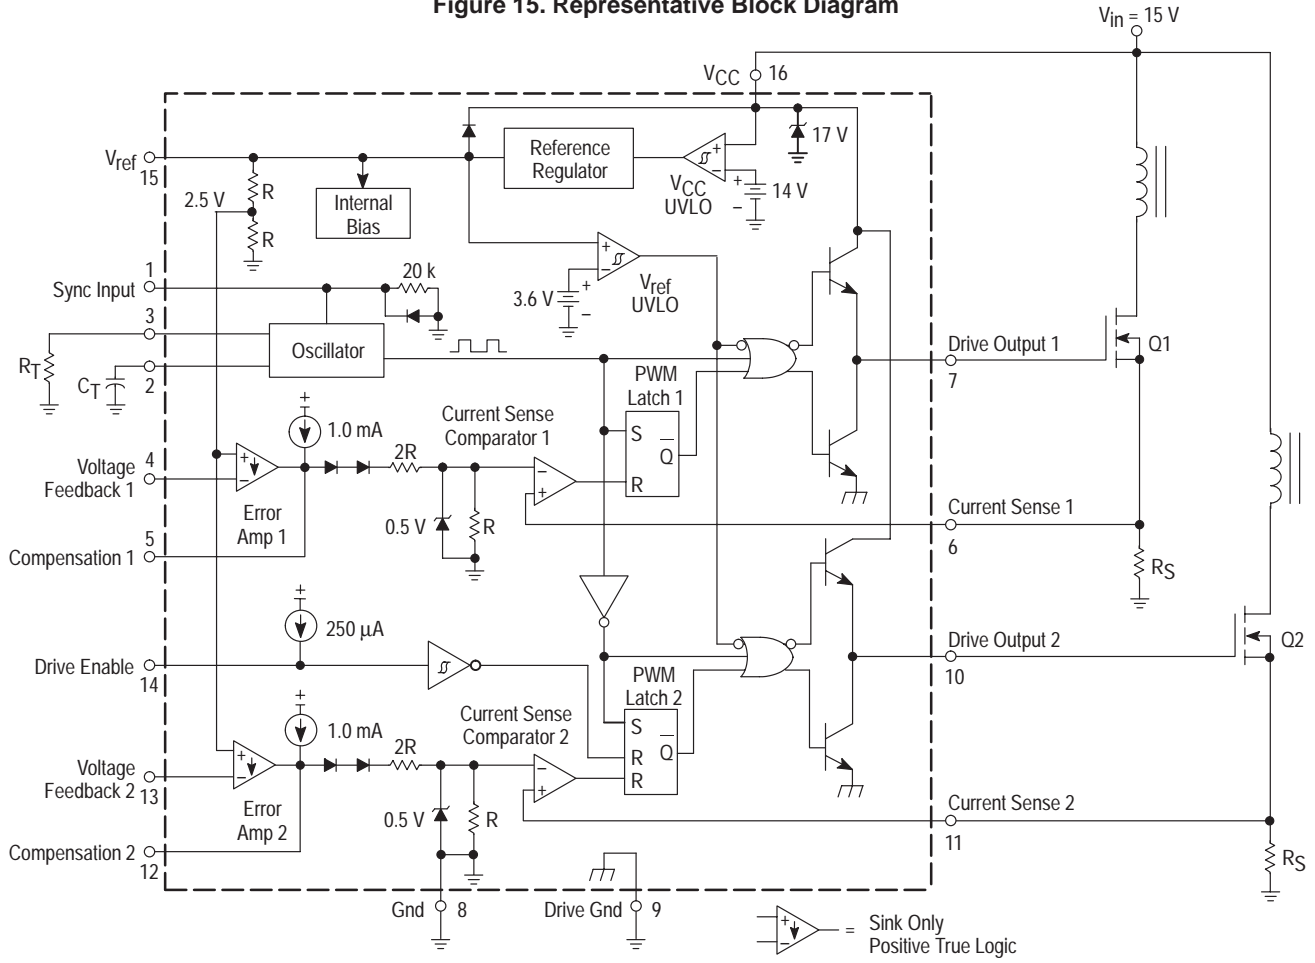 Figure 15. Representative Block Diagram
Vin = 15 V
VCC 16
17 V
Vref
15
Reference
Regulator
+
–
VCC
UVLO
+
–
14 V
2.5 V
R
R
Internal
Bias
1
Sync Input
20 k
+
–
3.6 V
+
–
Vref
UVLO
3
RT
Oscillator
2
CT
Drive Output 1
7
Q1
PWM
Latch 1
S
R
Q
+
1.0 mA
Current Sense
Comparator 1
4
Voltage
Feedback 1
+
–
Error
Amp 1
2R
–
+
0.5 V
R
Current Sense 1
6
5
Compensation 1
RS
+
250 µA
Drive Enable
14
Drive Output 2
10
Q2
PWM
Latch 2
S
R
R
Q
+
1.0 mA
Current Sense
Comparator 2
Voltage
Feedback 2
13
+
–
Error
Amp 2
2R
–
+
0.5 V
R
Current Sense 2
11
Compensation 2
12
RS
Gnd 8
Drive Gnd 9
+
–
= Sink Only
Positive True Logic